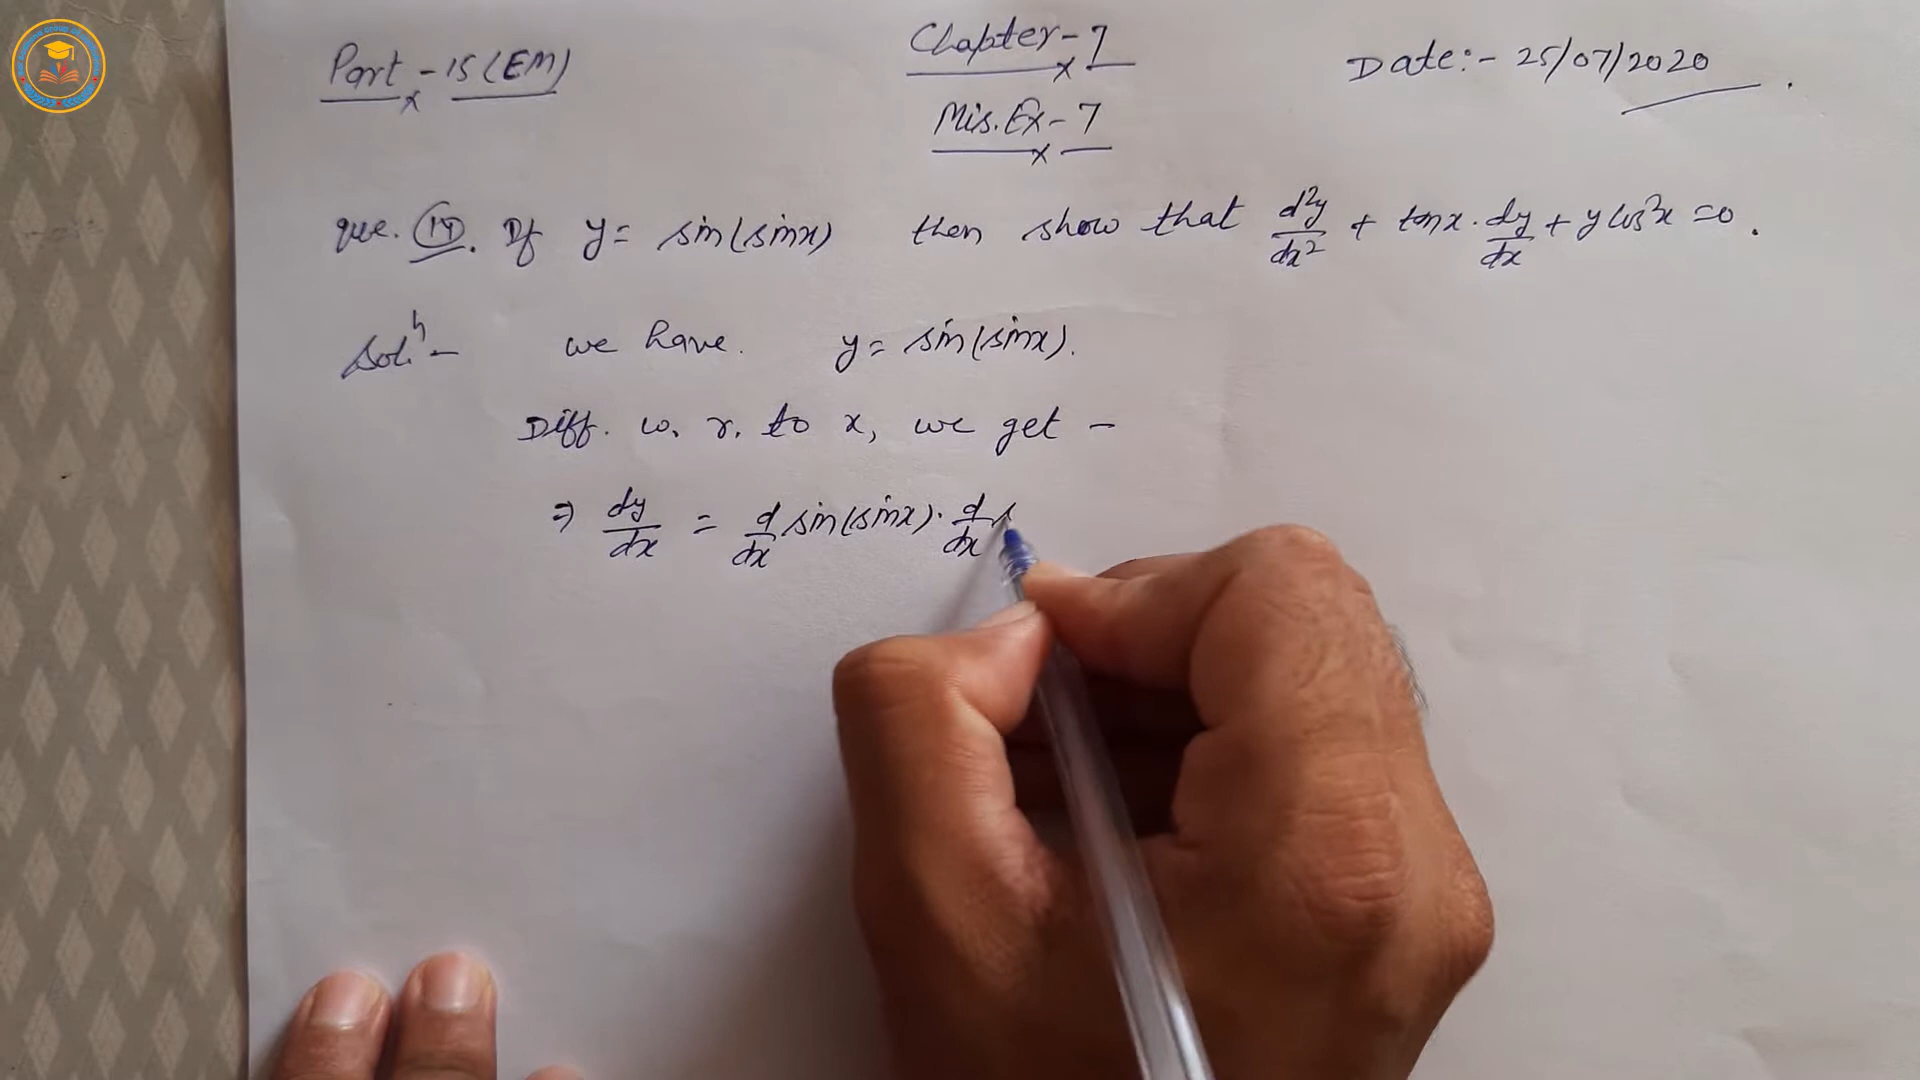 Part - 15 (EM)
Chapter - 7
Date:- 25/07/2020
Mis. Ex - 7
que. If y = sin(sinx) then show that d²y/dx² + tanx. dy/dx + y cos²x = 0.
Solⁿ - we have. y = sin(sinx).
Diff. w. r. to x, we get -
⇒ dy/dx = d/dx sin(sinx). d/dx